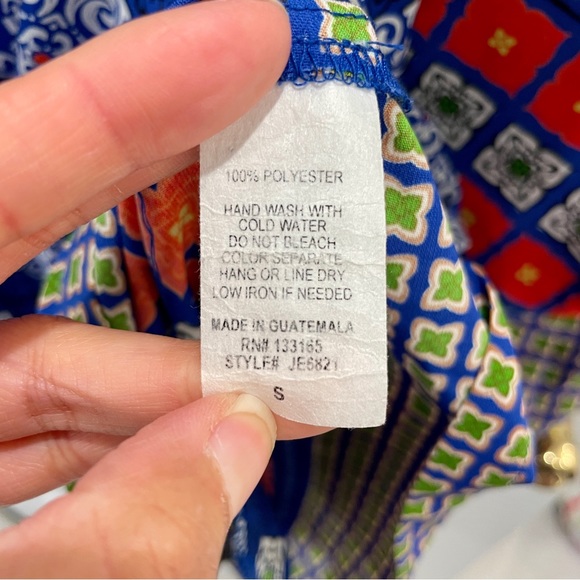 100% POLYESTER
HAND WASH WITH
COLD WATER
DO NOT BLEACH
COLOR SEPARATE
HANG OR LINE DRY
LOW IRON IF NEEDED
MADE IN GUATEMALA
RN# 133165
STYLE# JE6821
S